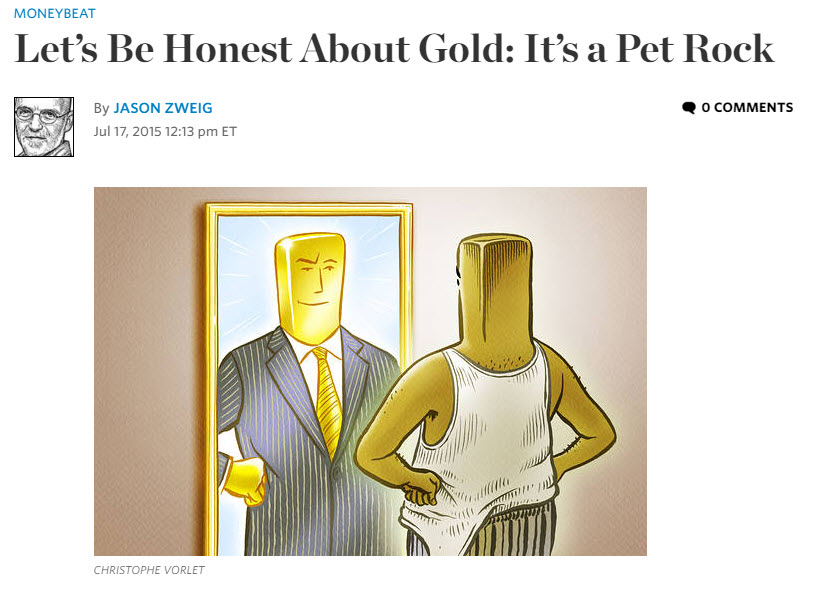 MONEYBEAT
Let's Be Honest About Gold: It's a Pet Rock
By JASON ZWEIG
0 COMMENTS
Jul 17, 2015 12:13 pm ET
CHRISTOPHE VORLET